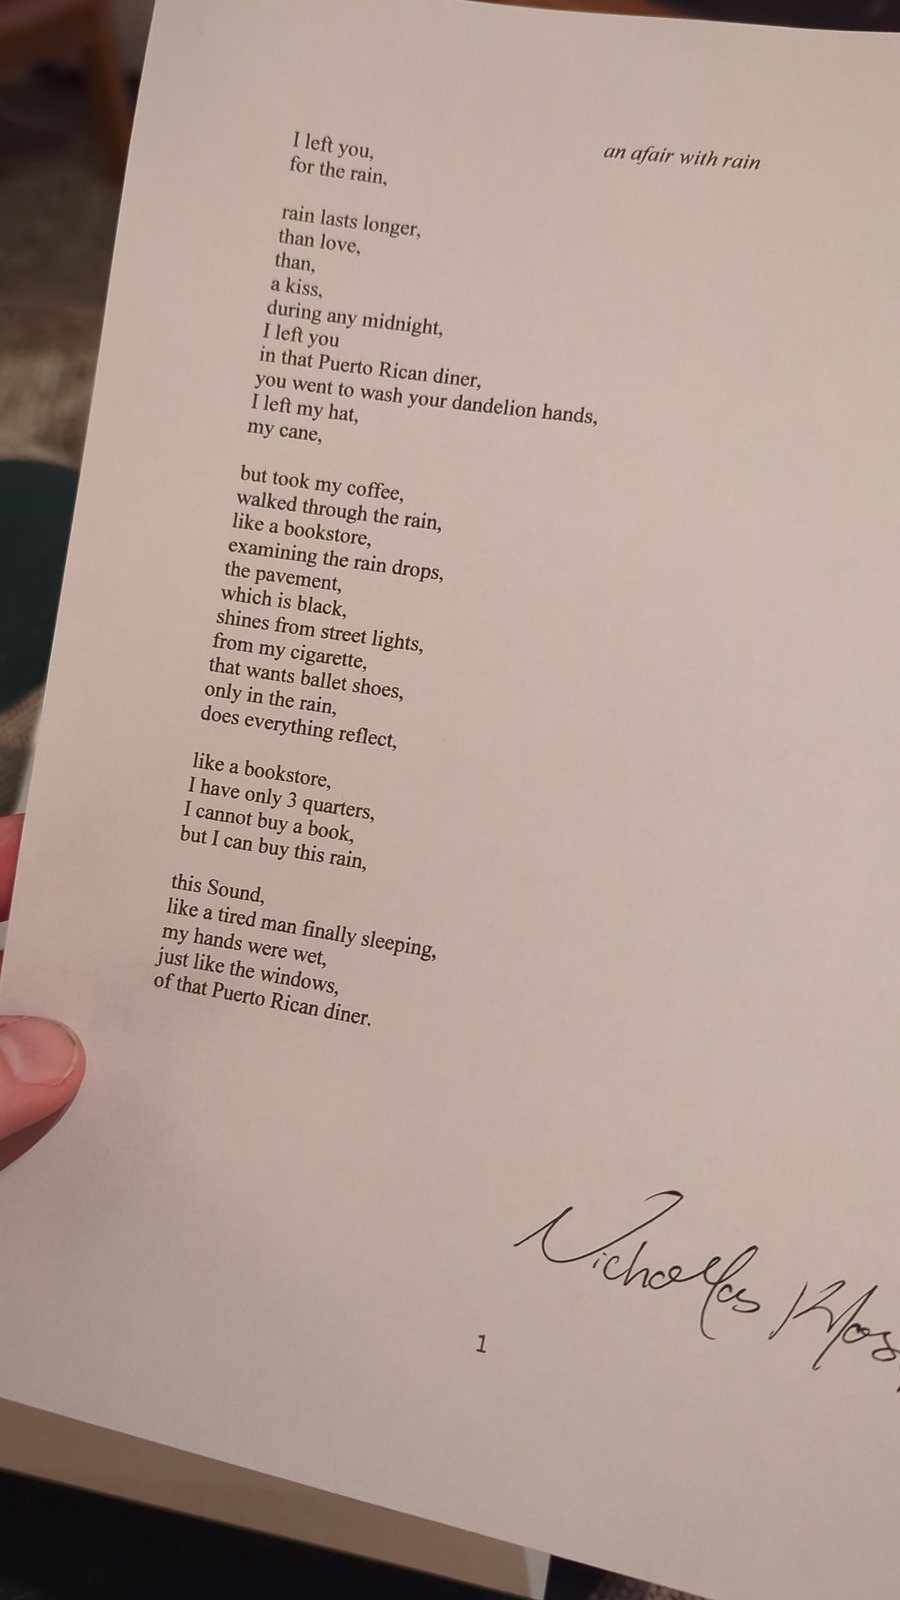 an afair with rain
I left you,
for the rain,
rain lasts longer,
than love,
than,
a kiss,
during any midnight,
I left you
in that Puerto Rican diner,
you went to wash your dandelion hands,
I left my hat,
my cane,
but took my coffee,
walked through the rain,
like a bookstore,
examining the rain drops,
the pavement,
which is black,
shines from street lights,
from my cigarette,
that wants ballet shoes,
only in the rain,
does everything reflect,
like a bookstore,
I have only 3 quarters,
I cannot buy a book,
but I can buy this rain,
this Sound,
like a tired man finally sleeping,
my hands were wet,
just like the windows,
of that Puerto Rican diner.
1